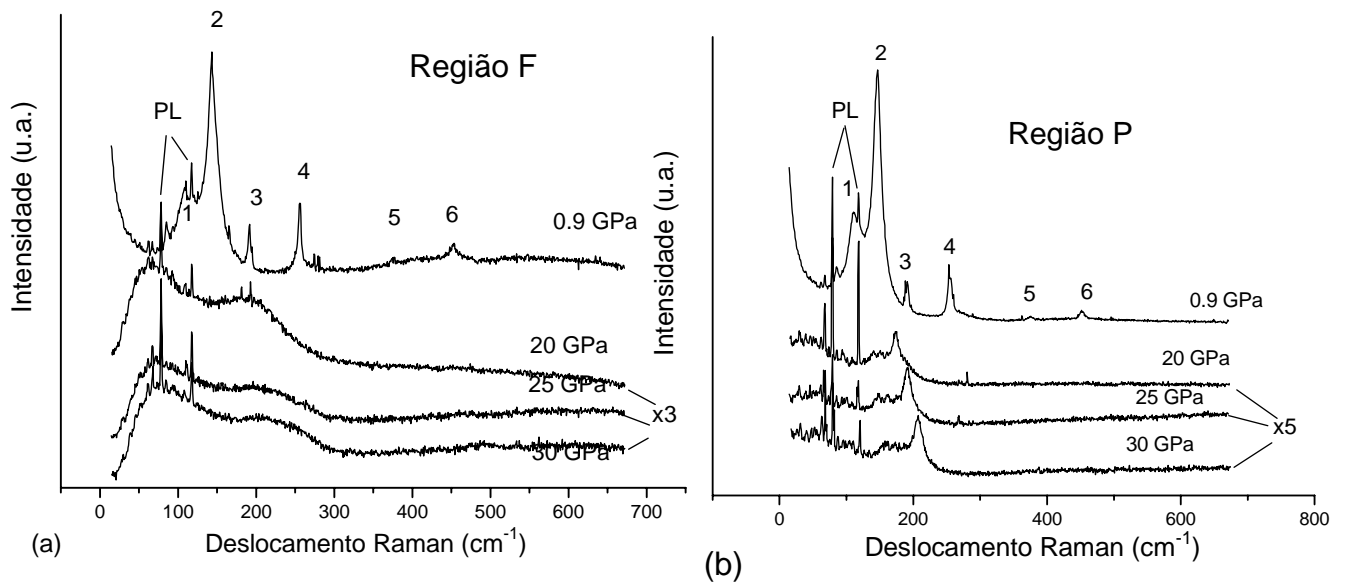 Intensidade (u.a.)
Região F
PL
1
2
3
4
5
6
0.9 GPa
20 GPa
25 GPa
30 GPa
x3
0 100 200 300 400 500 600 700
Deslocamento Raman (cm-1)
(a)
Intensidade (u.a.)
Região P
PL
1
2
3
4
5
6
0.9 GPa
20 GPa
25 GPa
30 GPa
x5
0 200 400 600 800
Deslocamento Raman (cm-1)
(b)